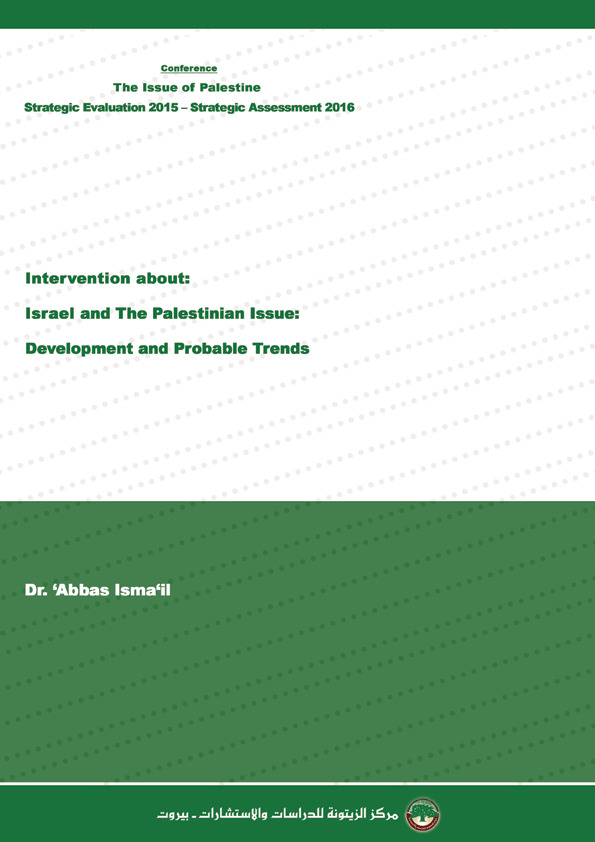 Conference
The Issue of Palestine
Strategic Evaluation 2015 – Strategic Assessment 2016
Intervention about:
Israel and The Palestinian Issue:
Development and Probable Trends
Dr. ‘Abbas Isma‘il
مركز الزيتونة للدراسات والاستشارات - بيروت